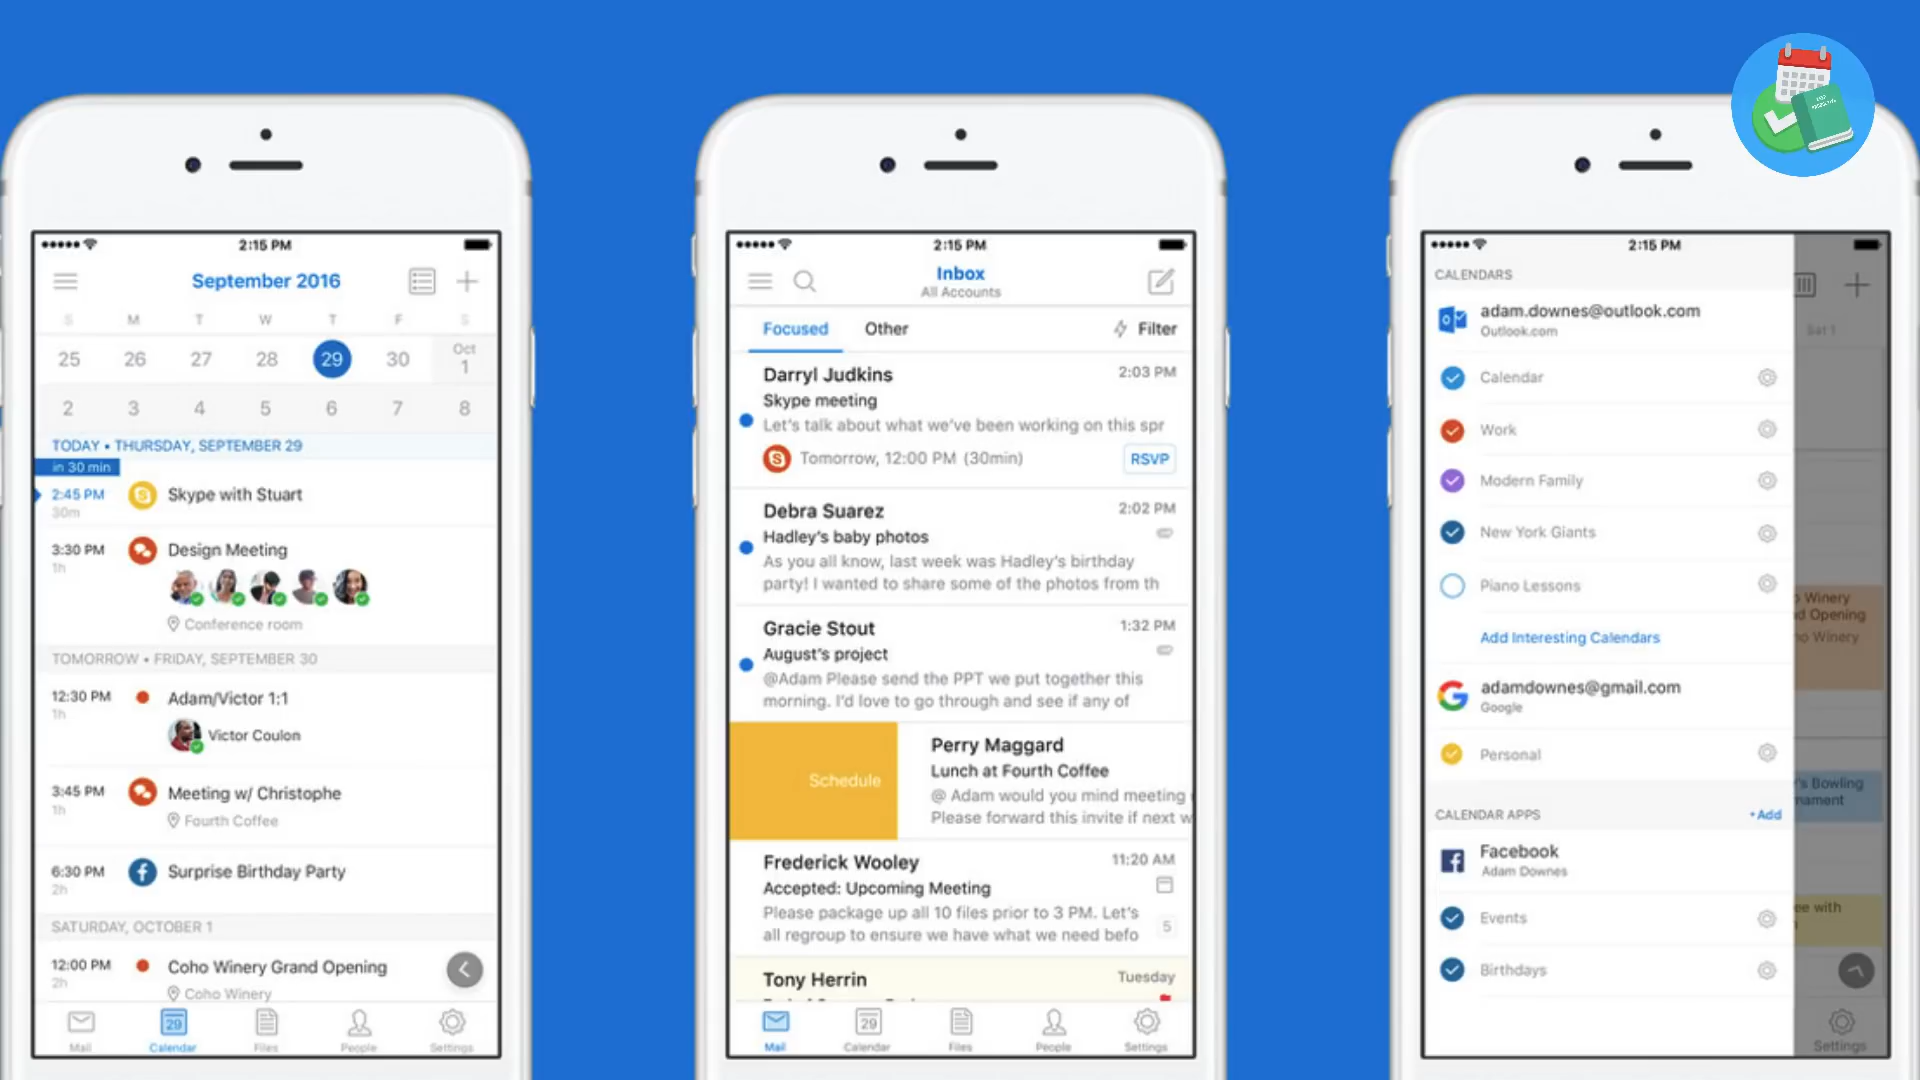 2:15 PM
September 2016
S M T W T F S
25 26 27 28 29 30 Oct 1
2 3 4 5 6 7 8
TODAY • THURSDAY, SEPTEMBER 29
in 30 min
2:45 PM Skype with Stuart
30m
3:30 PM Design Meeting
1h
Conference room
TOMORROW • FRIDAY, SEPTEMBER 30
12:30 PM Adam/Victor 1:1
1h
Victor Coulon
3:45 PM Meeting w/ Christophe
1h
Fourth Coffee
6:30 PM Surprise Birthday Party
2h
SATURDAY, OCTOBER 1
12:00 PM Coho Winery Grand Opening
2h
Coho Winery
29
Mail Calendar Files People Settings
2:15 PM
Inbox
All Accounts
Focused Other Filter
Darryl Judkins 2:03 PM
Skype meeting
Let's talk about what we've been working on this spr
Tomorrow, 12:00 PM (30min) RSVP
Debra Suarez 2:02 PM
Hadley's baby photos
As you all know, last week was Hadley's birthday
party! I wanted to share some of the photos from th
Gracie Stout 1:32 PM
August's project
@Adam Please send the PPT we put together this
morning. I'd love to go through and see if any of
Schedule
Perry Maggard
Lunch at Fourth Coffee
@ Adam would you mind meeting
Please forward this invite if next w
Frederick Wooley 11:20 AM
Accepted: Upcoming Meeting
Please package up all 10 files prior to 3 PM. Let's
all regroup to ensure we have what we need befo 5
Tony Herrin Tuesday
29
Mail Calendar Files People Settings
2:15 PM
CALENDARS
adam.downes@outlook.com
Outlook.com
Calendar
Work
Modern Family
New York Giants
Piano Lessons
Add Interesting Calendars
adamdownes@gmail.com
Google
Personal
CALENDAR APPS +Add
Facebook
Adam Downes
Events
Birthdays
Sat 1
Winery
d Opening
Winery
's Bowling
nament
ee with
Settings